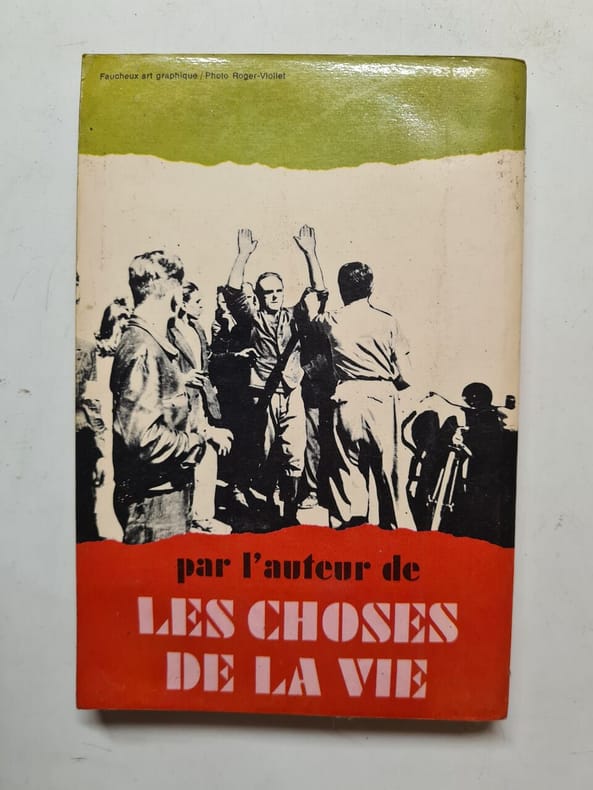 Faucheux art graphique / Photo Roger-Viollet
par l'auteur de
LES CHOSES
DE LA VIE